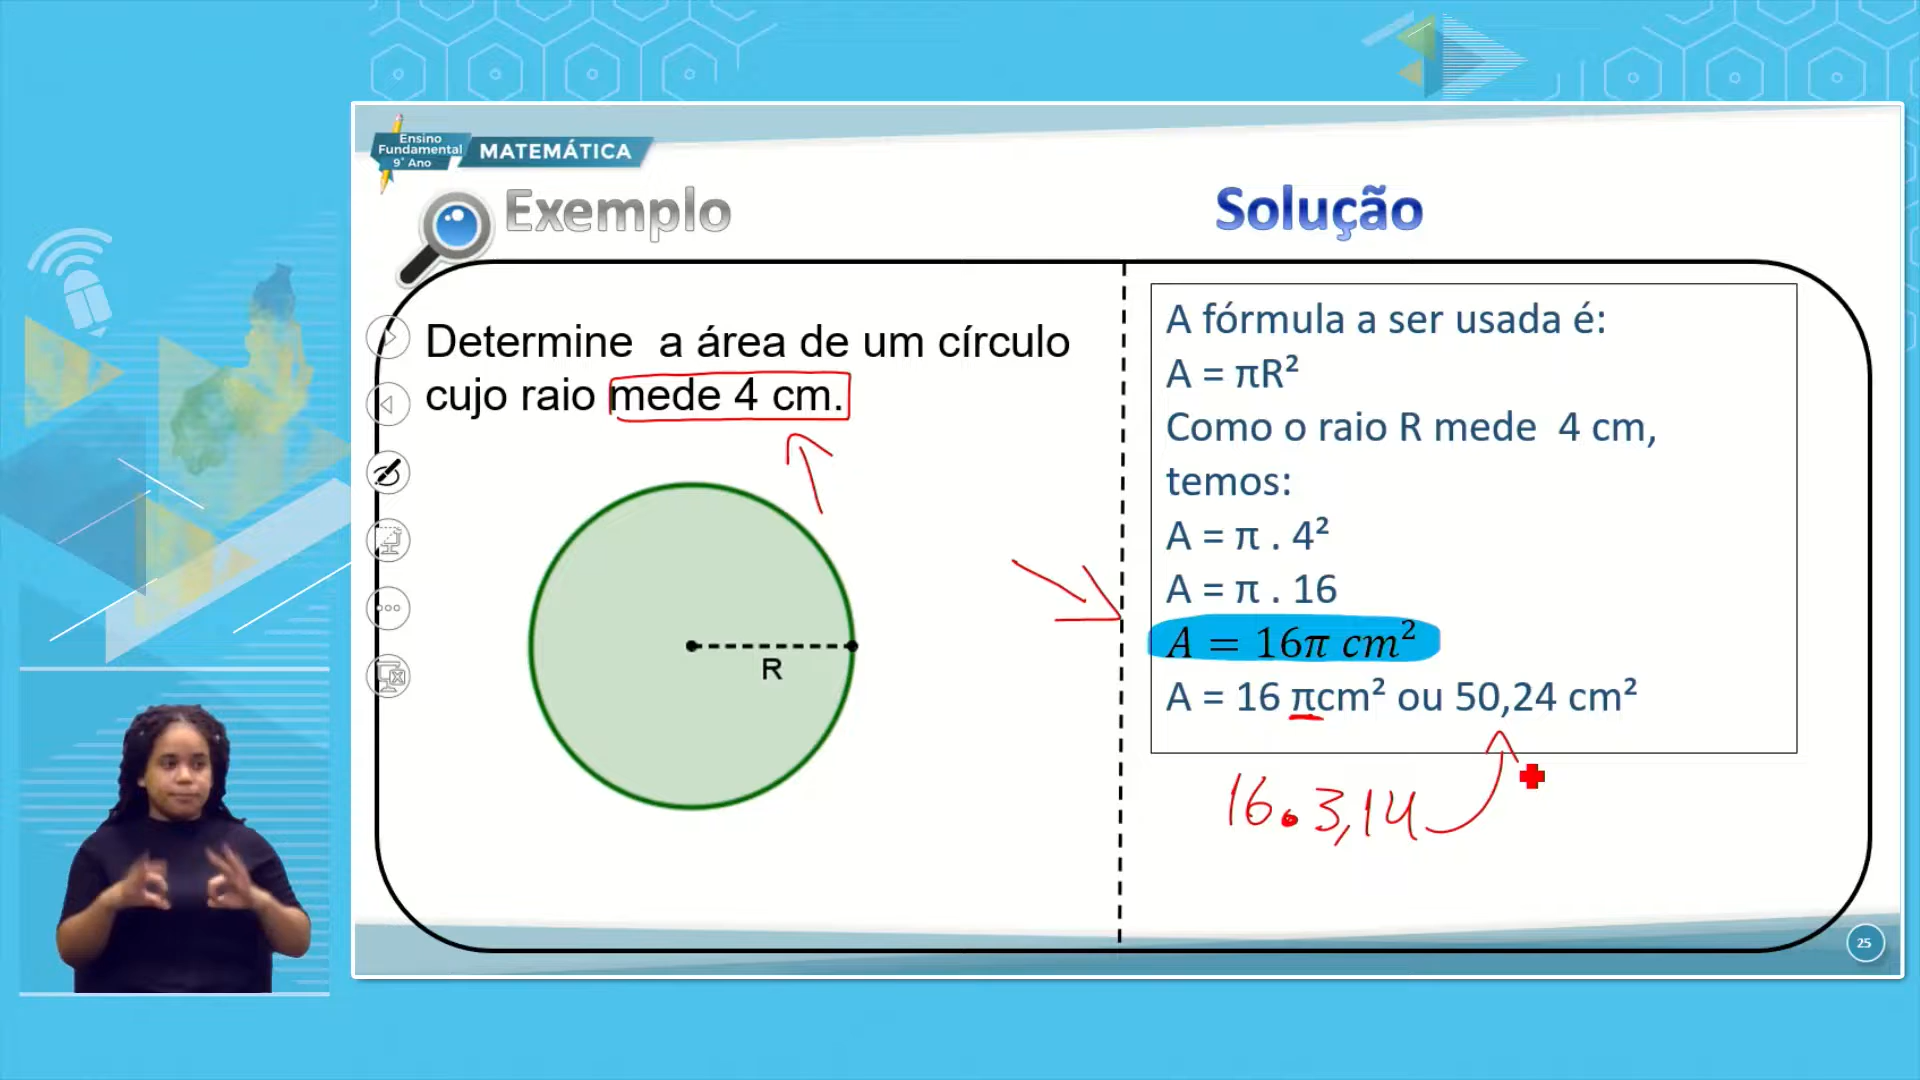 Ensino
Fundamental
9° Ano
MATEMÁTICA
Exemplo
Determine a área de um círculo
cujo raio mede 4 cm.
R
Solução
A fórmula a ser usada é:
A = πR²
Como o raio R mede 4 cm,
temos:
A = π . 4²
A = π . 16
A = 16π cm²
A = 16 πcm² ou 50,24 cm²
16.3,14
25